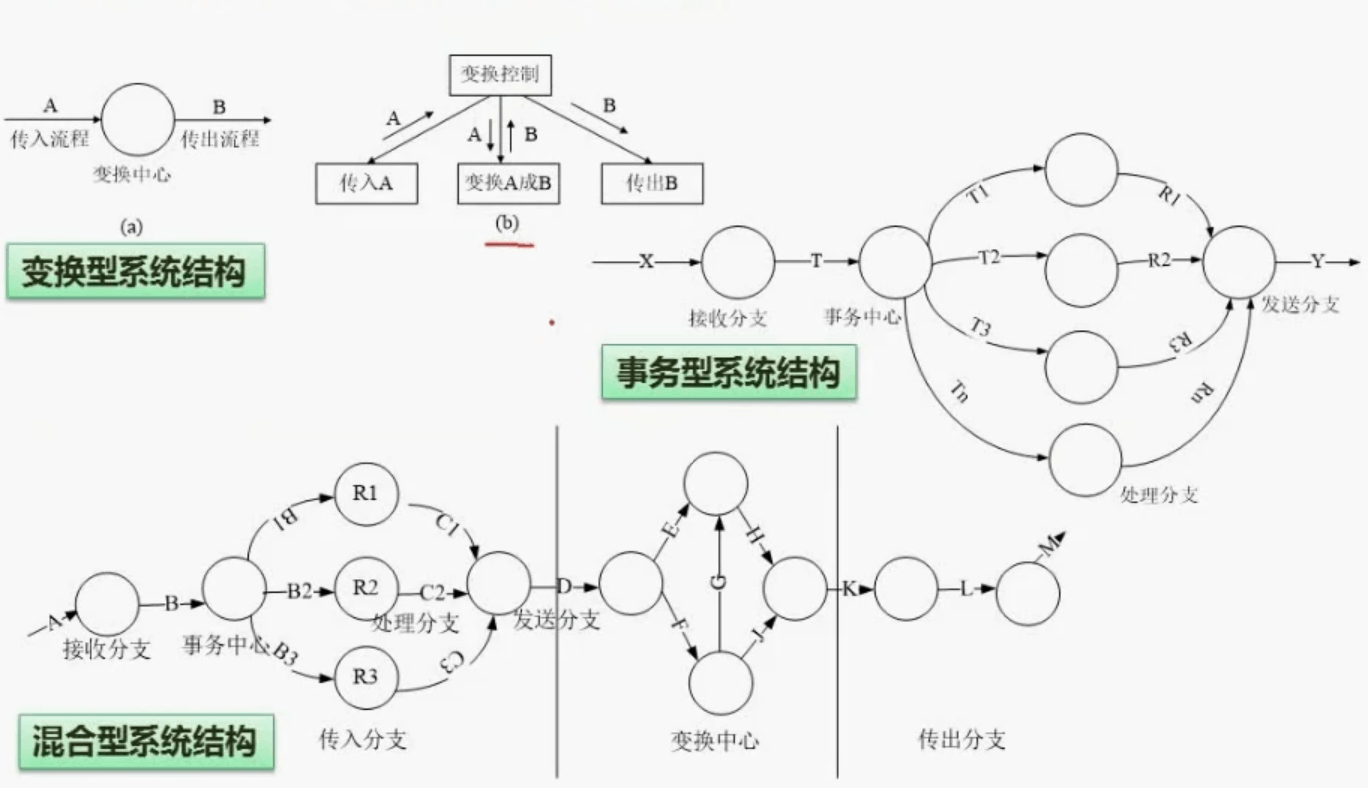 A
传入流程
B
传出流程
变换中心
(a)
变换型系统结构
变换控制
A
A
B
B
传入A
变换A成B
传出B
(b)
X
接收分支
T
事务中心
T1
T2
T3
Tn
R1
R2
R3
Rn
Y
发送分支
处理分支
事务型系统结构
A
接收分支
B
事务中心
B1
B2
B3
R1
R2
R3
处理分支
C1
C2
C3
发送分支
D
传入分支
E
F
G
H
J
变换中心
K
L
M
传出分支
混合型系统结构